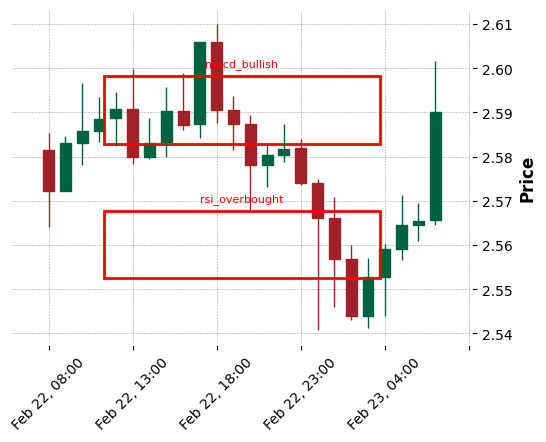 2.61
2.60
2.59
2.58
2.57
2.56
2.55
2.54
Price
macd_bullish
rsi_overbought
Feb 22, 08:00
Feb 22, 13:00
Feb 22, 18:00
Feb 22, 23:00
Feb 23, 04:00